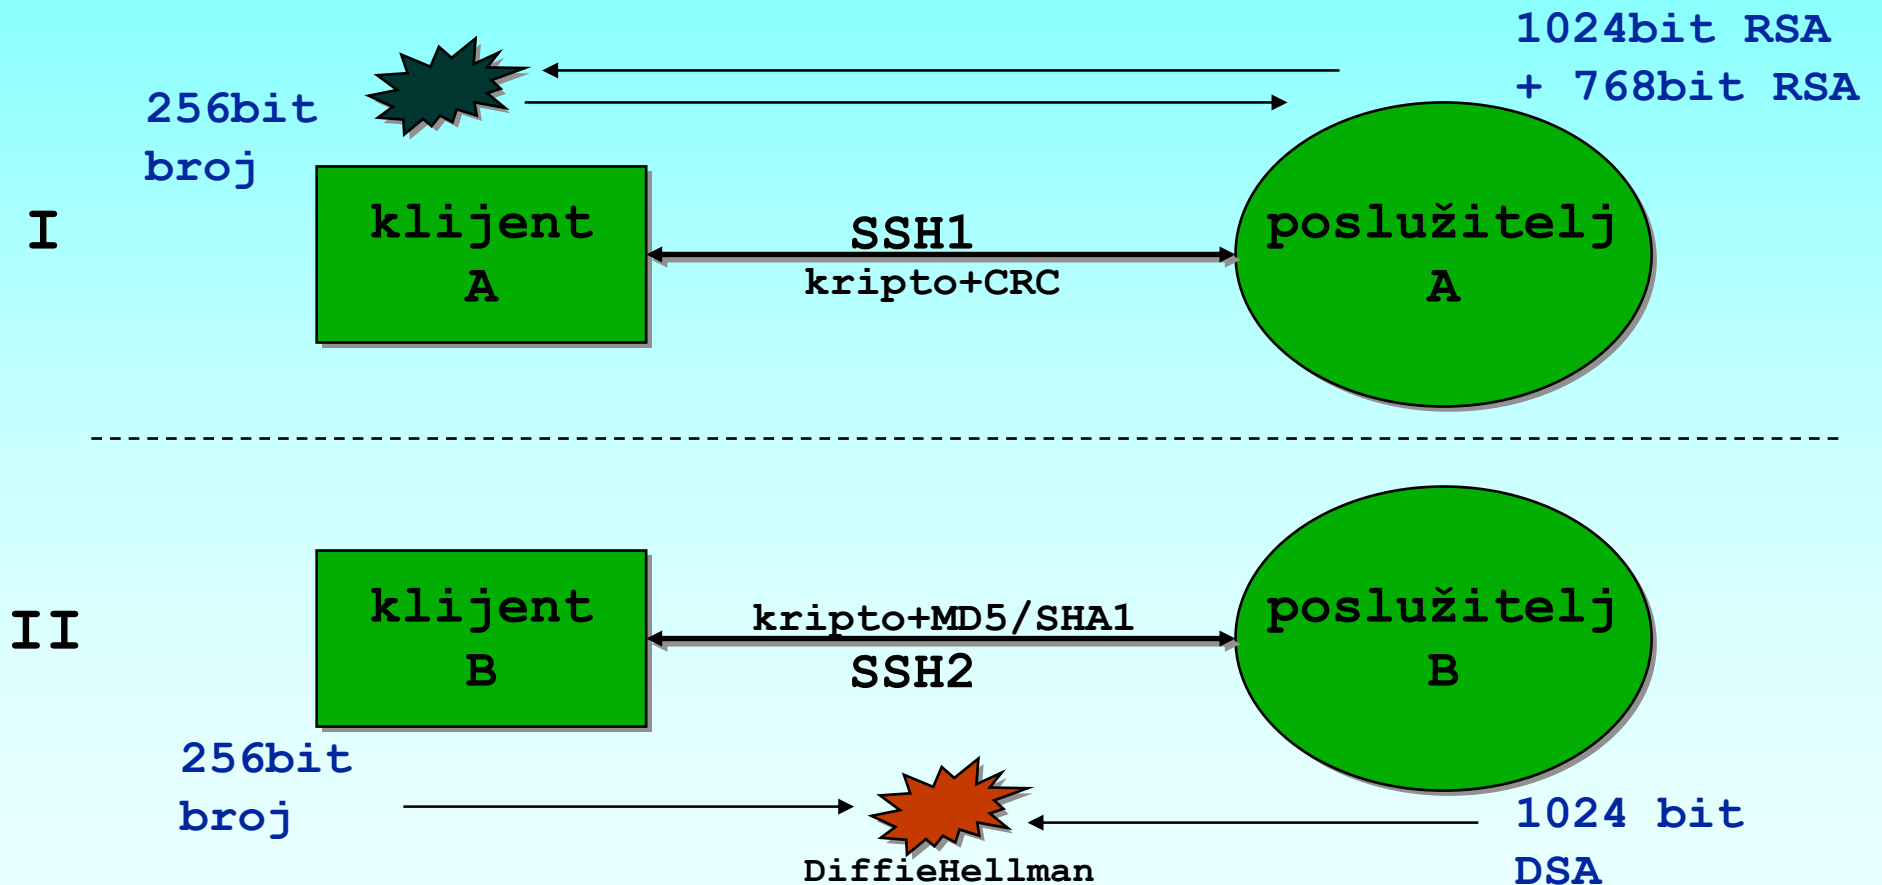 1024bit RSA
+ 768bit RSA
256bit
broj
I
klijent
A
SSH1
kripto+CRC
poslužitelj
A
II
klijent
B
kripto+MD5/SHA1
SSH2
poslužitelj
B
256bit
broj
DiffieHellman
1024 bit
DSA